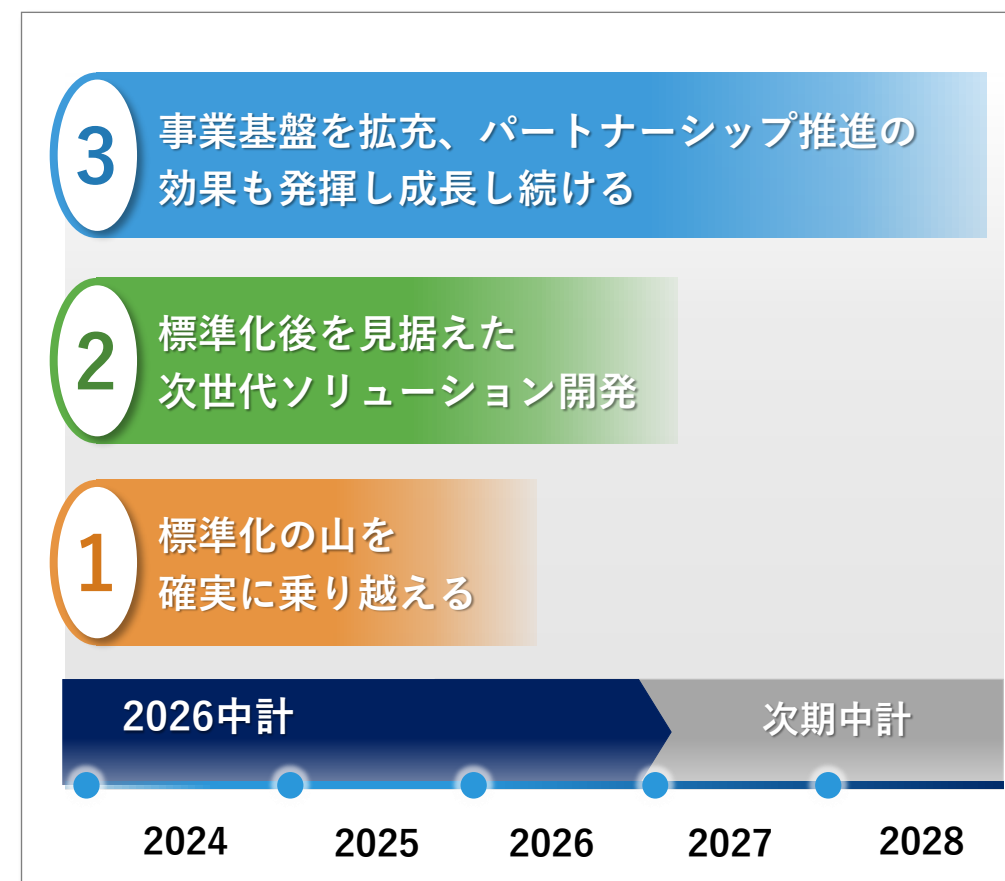 3
事業基盤を拡充、パートナーシップ推進の
効果も発揮し成長し続ける
2
標準化後を見据えた
次世代ソリューション開発
1
標準化の山を
確実に乗り越える
2026中計
次期中計
2024
2025
2026
2027
2028